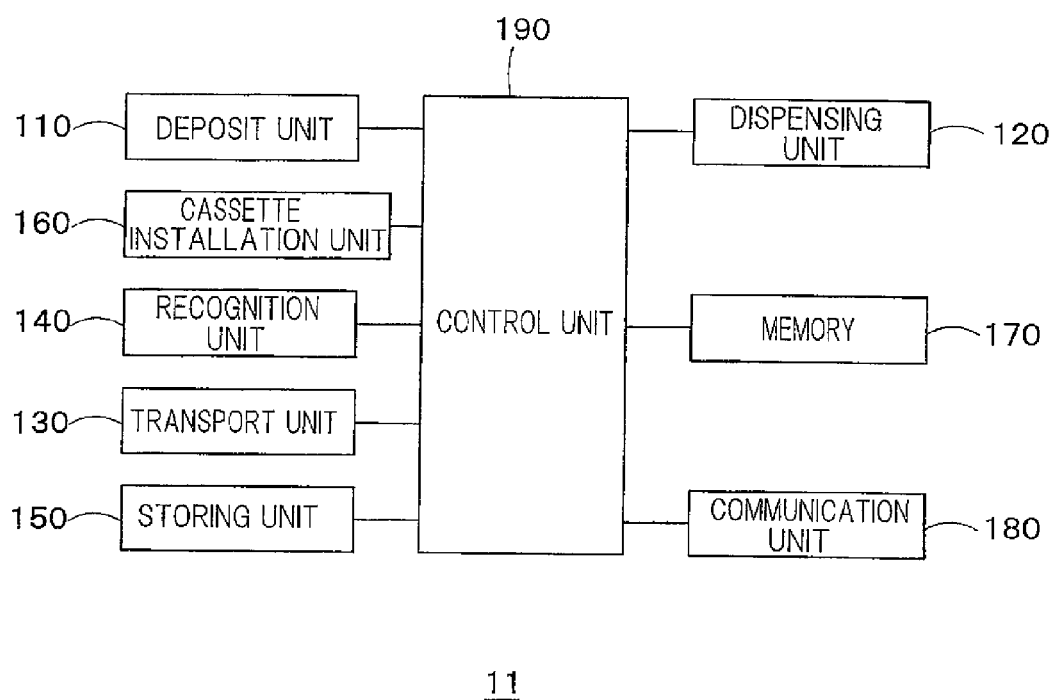 190
110
DEPOSIT UNIT
DISPENSING
UNIT
120
160
CASSETTE
INSTALLATION UNIT
140
RECOGNITION
UNIT
CONTROL UNIT
MEMORY
170
130
TRANSPORT UNIT
150
STORING UNIT
COMMUNICATION
UNIT
180
11